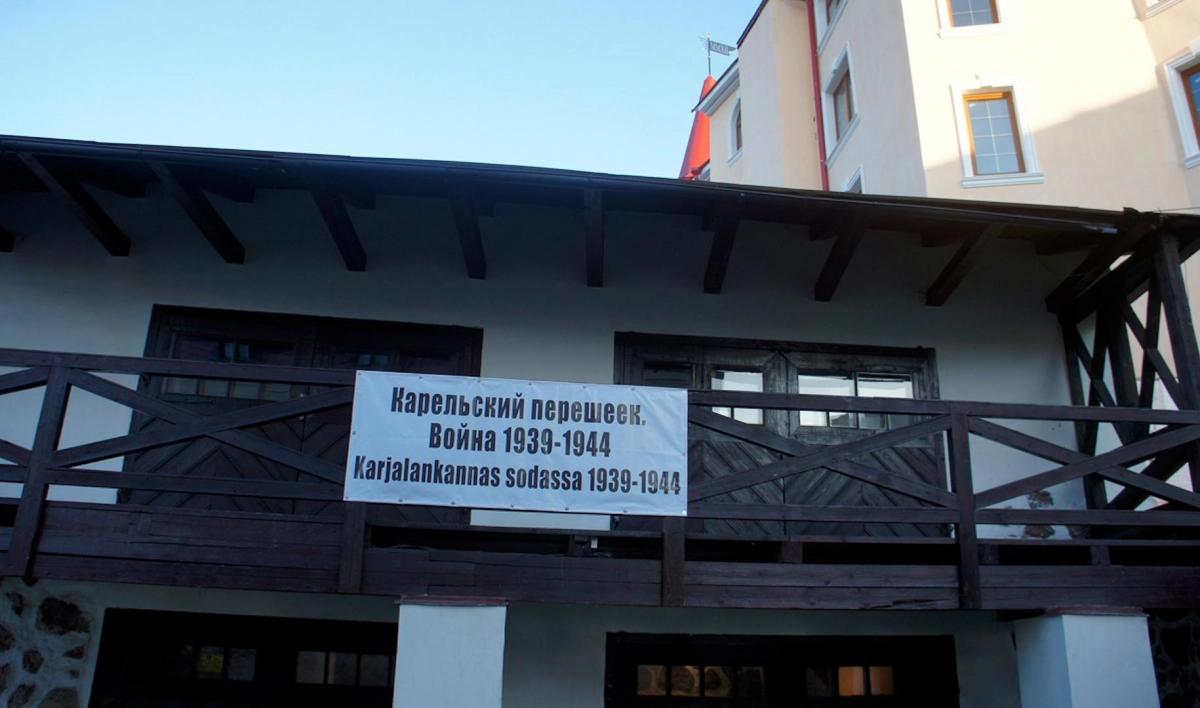 Карельский перешеек.
Война 1939-1944
Karjalankannas sodassa 1939-1944